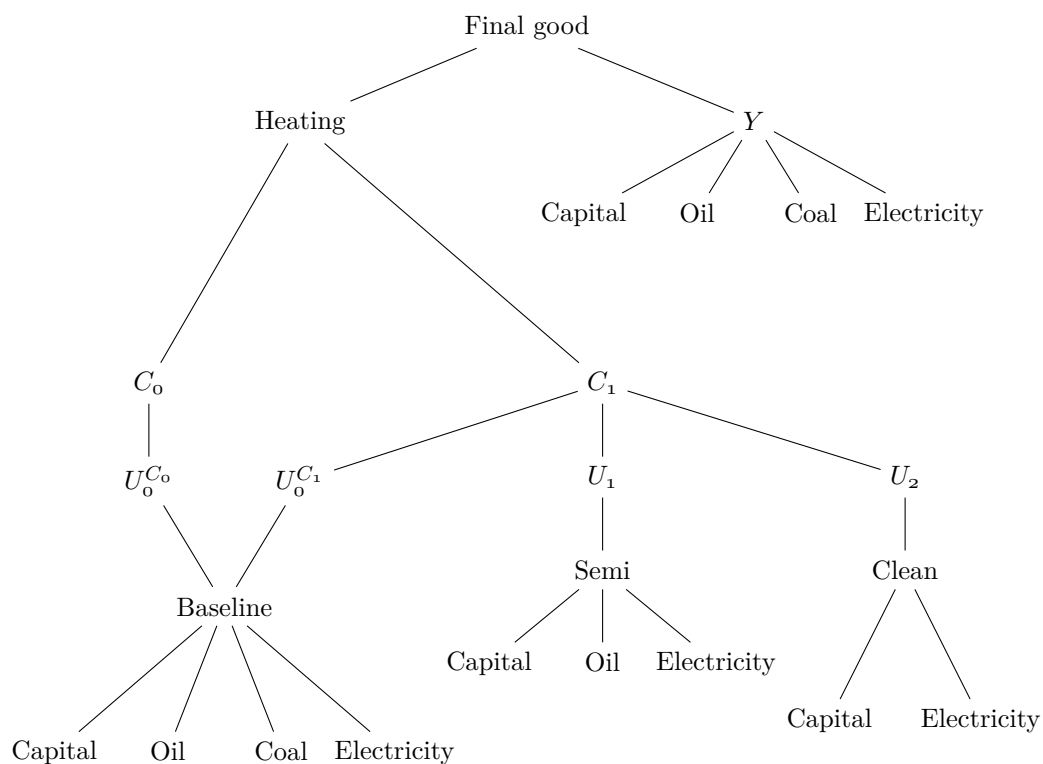 Final good
Heating
Y
Capital Oil Coal Electricity
C₀ C₁
U₀^{C₀} U₀^{C₁} U₁ U₂
Semi Clean
Baseline
Capital Oil Electricity
Capital Electricity
Capital Oil Coal Electricity